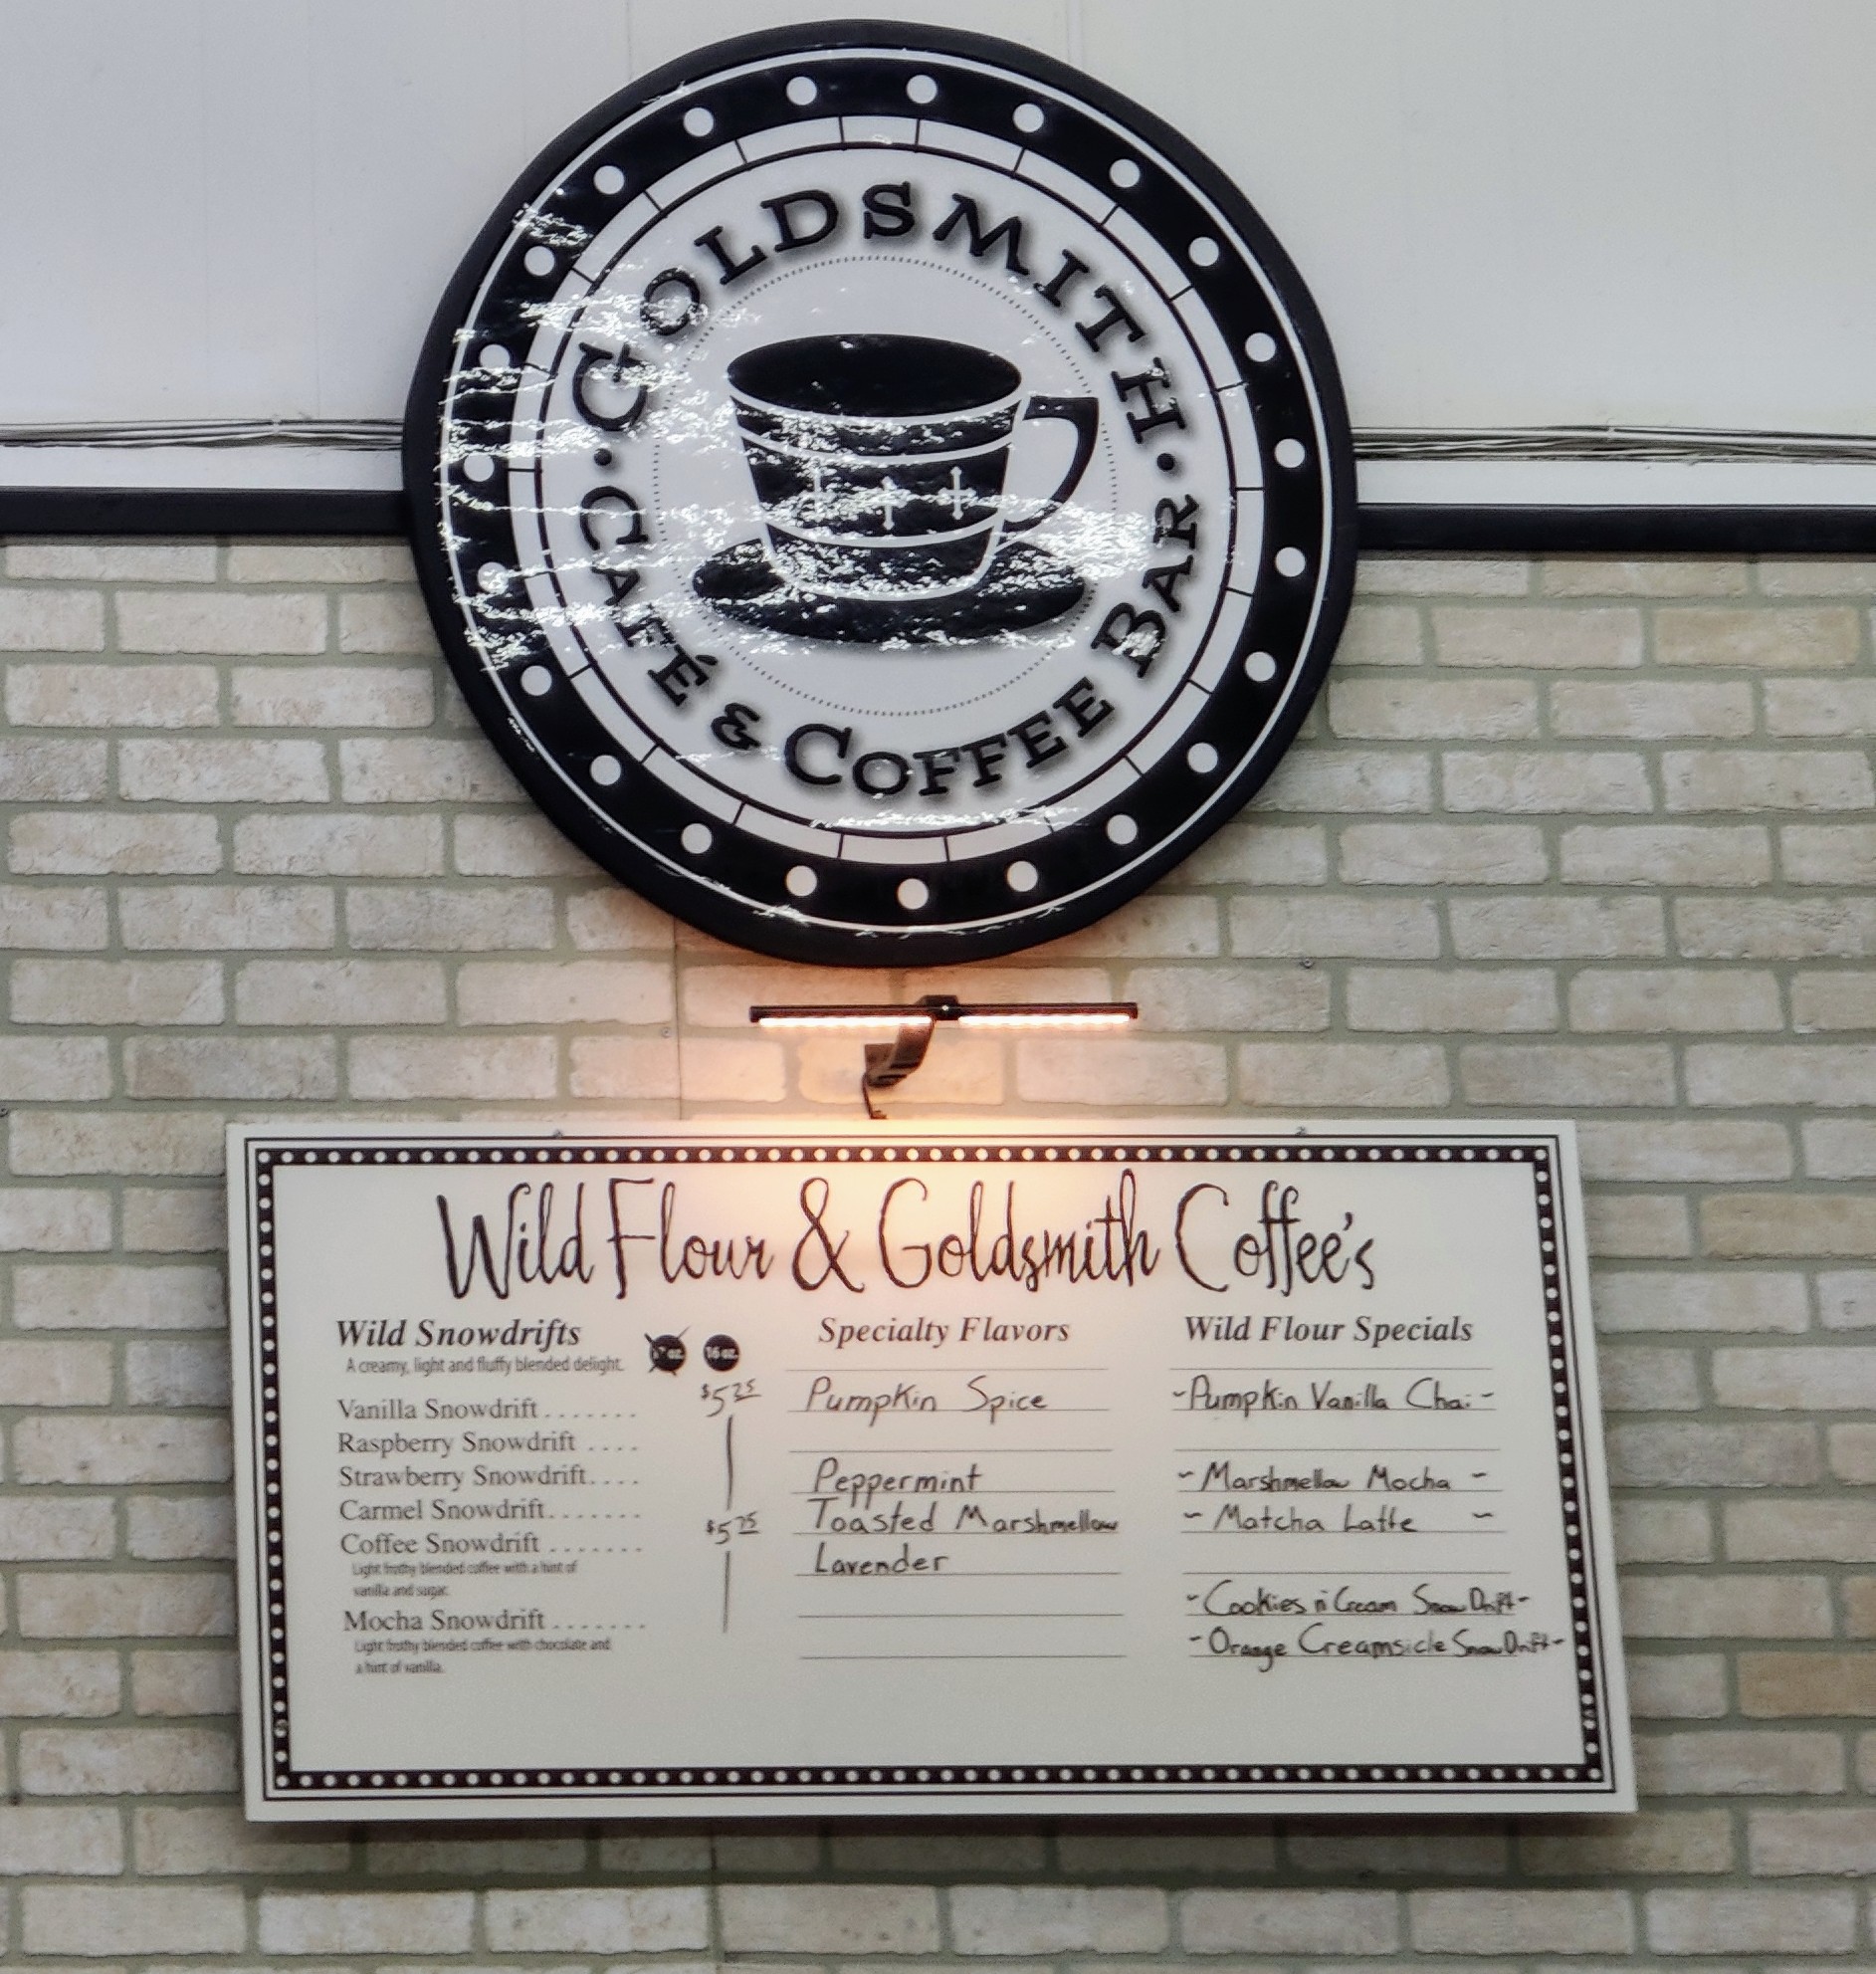 GOLDSMITH
CAFÉ & COFFEE BAR
Wild Flour & Goldsmith Coffee's
Wild Snowdrifts
A creamy, light and fluffy blended delight.
oz. 16 oz.
Vanilla Snowdrift ....... $5.25
Raspberry Snowdrift ....
Strawberry Snowdrift ....
Carmel Snowdrift .......
Coffee Snowdrift ....... $5.75
Light frothy blended coffee with a hint of
vanilla and sugar.
Mocha Snowdrift .......
Light frothy blended coffee with chocolate and
a hint of vanilla.
Specialty Flavors
Pumpkin Spice
Peppermint
Toasted Marshmellow
Lavender
Wild Flour Specials
~Pumpkin Vanilla Chai~
~ Marshmellow Mocha ~
~ Matcha Latte ~
~Cookies n' Cream SnowDrift~
~Orange Creamsicle SnowDrift~